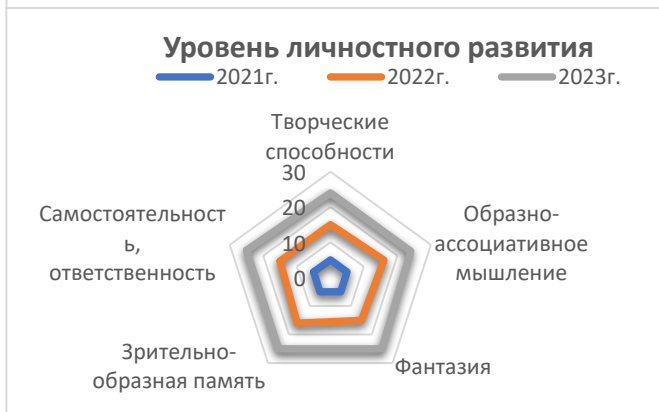 Уровень личностного развития
2021г. 2022г. 2023г.
Творческие
способности
30
20
10
0
Образно-
ассоциативное
мышление
Фантазия
Зрительно-
образная память
Самостоятельност
ь,
ответственность